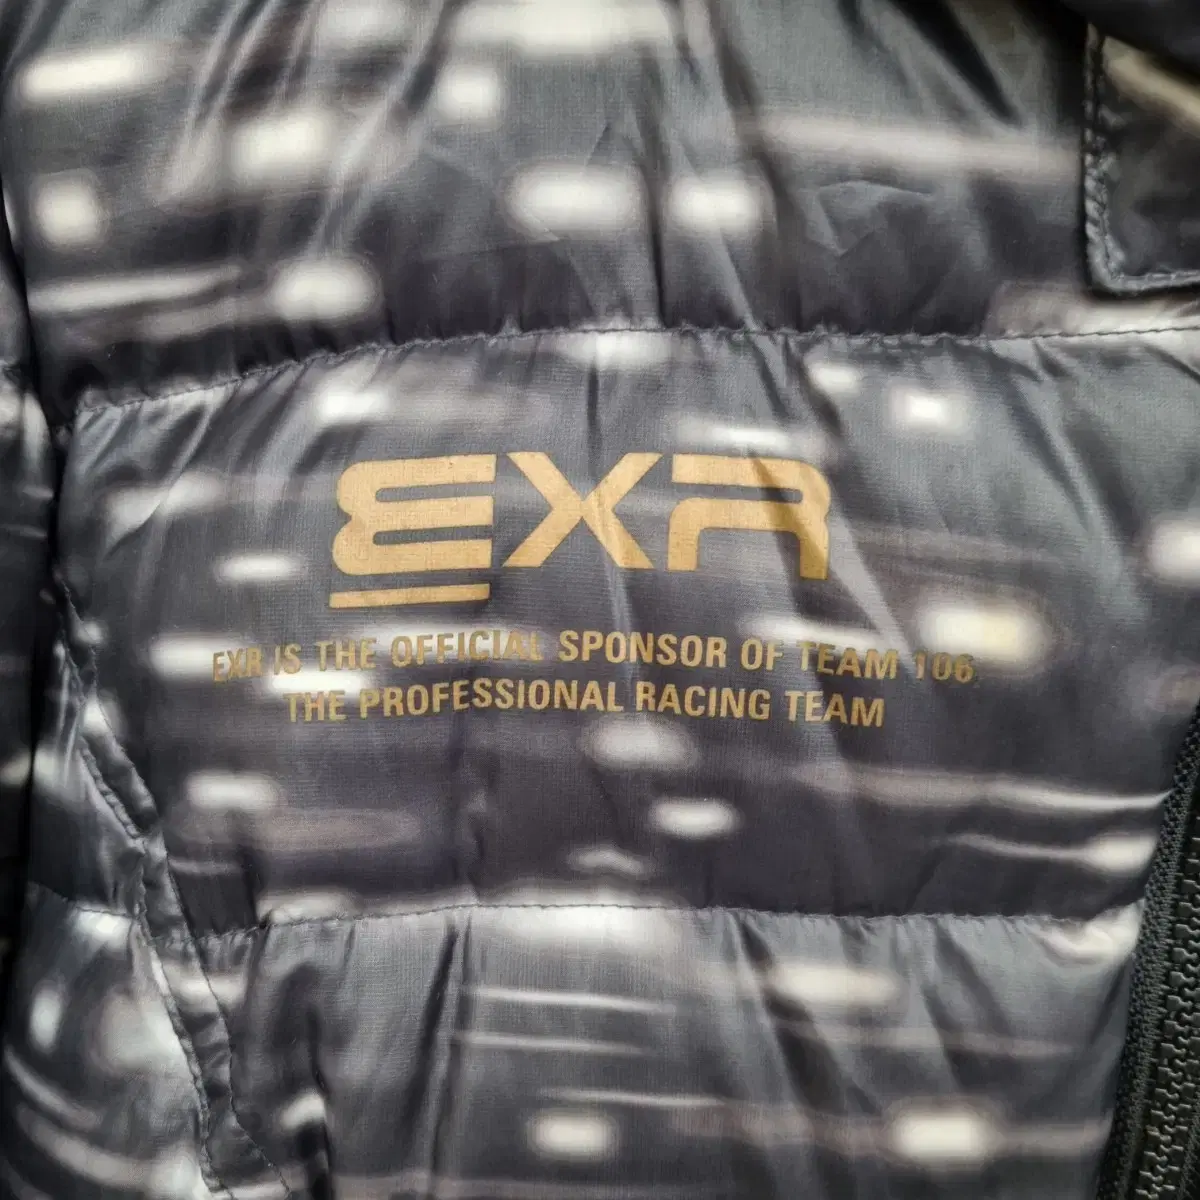 EXR
EXR IS THE OFFICIAL SPONSOR OF TEAM 106
THE PROFESSIONAL RACING TEAM